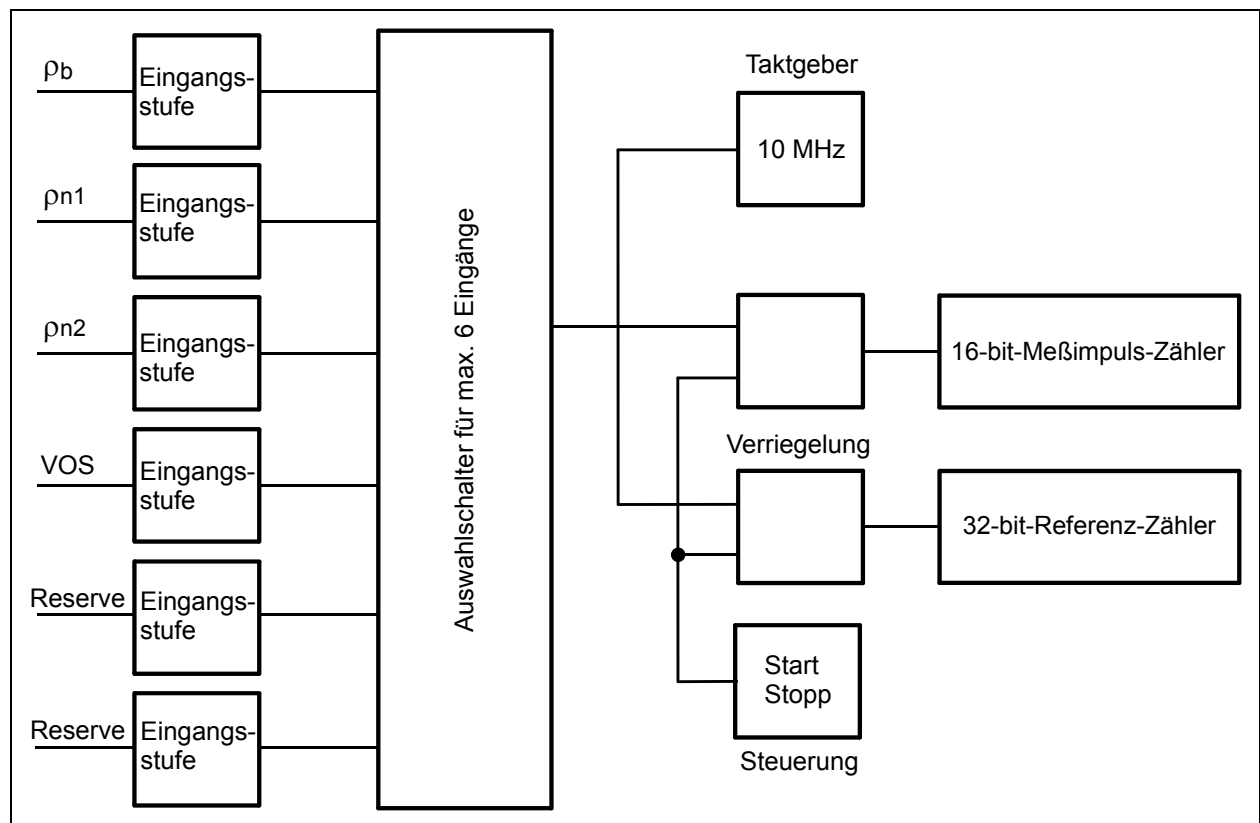 ρb
Eingangs-
stufe
ρn1
Eingangs-
stufe
ρn2
Eingangs-
stufe
VOS
Eingangs-
stufe
Reserve
Eingangs-
stufe
Reserve
Eingangs-
stufe
Auswahlschalter für max. 6 Eingänge
Taktgeber
10 MHz
16-bit-Meßimpuls-Zähler
Verriegelung
32-bit-Referenz-Zähler
Start
Stopp
Steuerung